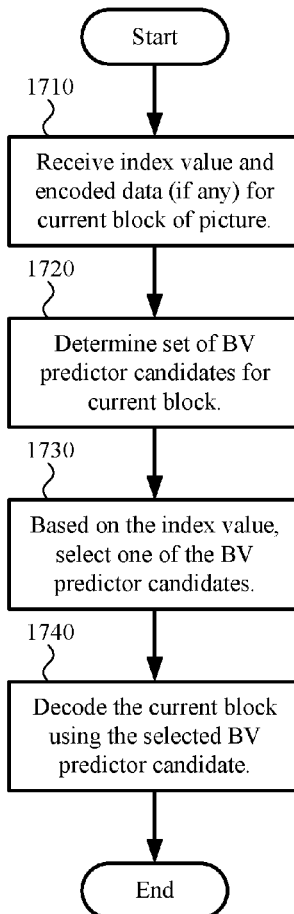 Start
1710
Receive index value and
encoded data (if any) for
current block of picture.
1720
Determine set of BV
predictor candidates for
current block.
1730
Based on the index value,
select one of the BV
predictor candidates.
1740
Decode the current block
using the selected BV
predictor candidate.
End